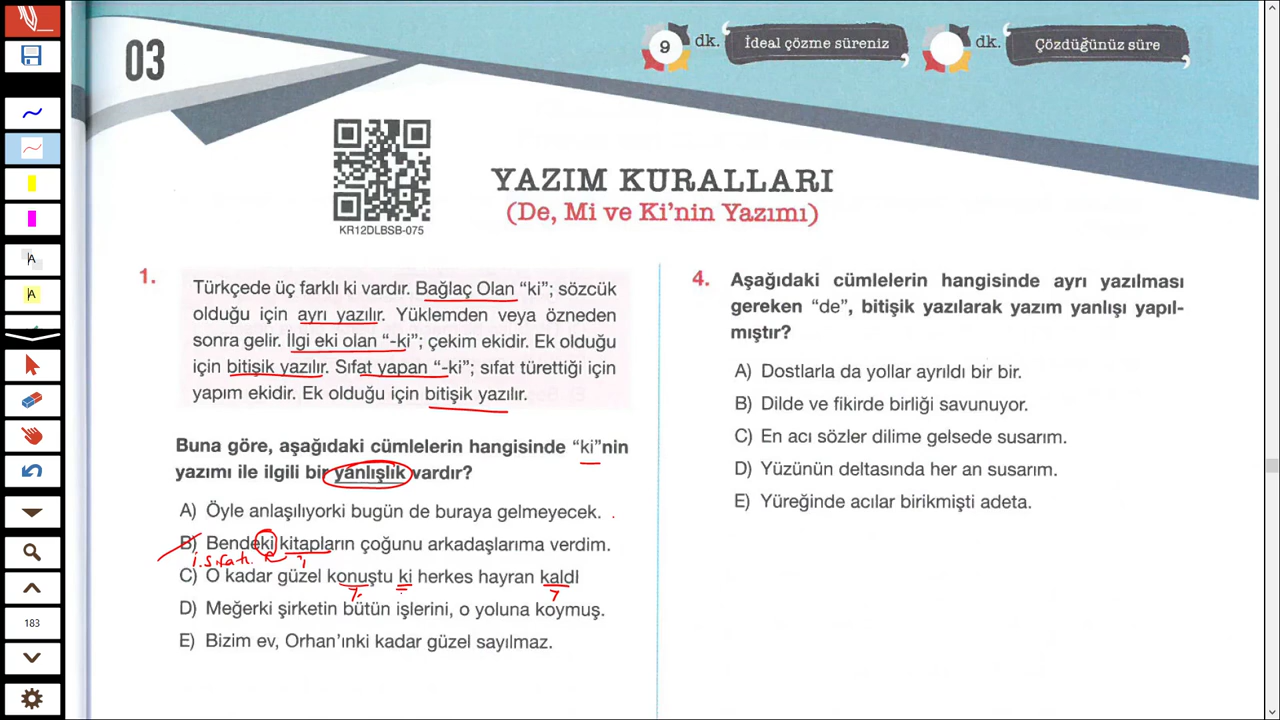 03
9
dk.
İdeal çözme süreniz
dk.
Çözdüğünüz süre
KR12DLBSB-075
YAZIM KURALLARI
(De, Mi ve Ki'nin Yazımı)
1.
Türkçede üç farklı ki vardır. Bağlaç Olan “ki”; sözcük
olduğu için ayrı yazılır. Yüklemden veya özneden
sonra gelir. İlgi eki olan “-ki”; çekim ekidir. Ek olduğu
için bitişik yazılır. Sıfat yapan “-ki”; sıfat türettiği için
yapım ekidir. Ek olduğu için bitişik yazılır.
Buna göre, aşağıdaki cümlelerin hangisinde “ki”nin
yazımı ile ilgili bir yanlışlık vardır?
A) Öyle anlaşılıyorki bugün de buraya gelmeyecek.
B) Bendeki kitapların çoğunu arkadaşlarıma verdim.
C) O kadar güzel konuştu ki herkes hayran kaldI
D) Meğerki şirketin bütün işlerini, o yoluna koymuş.
E) Bizim ev, Orhan'ınki kadar güzel sayılmaz.
4.
Aşağıdaki cümlelerin hangisinde ayrı yazılması
gereken “de”, bitişik yazılarak yazım yanlışı yapıl-
mıştır?
A) Dostlarla da yollar ayrıldı bir bir.
B) Dilde ve fikirde birliği savunuyor.
C) En acı sözler dilime gelsede susarım.
D) Yüzünün deltasında her an susarım.
E) Yüreğinde acılar birikmişti adeta.
A
A
183